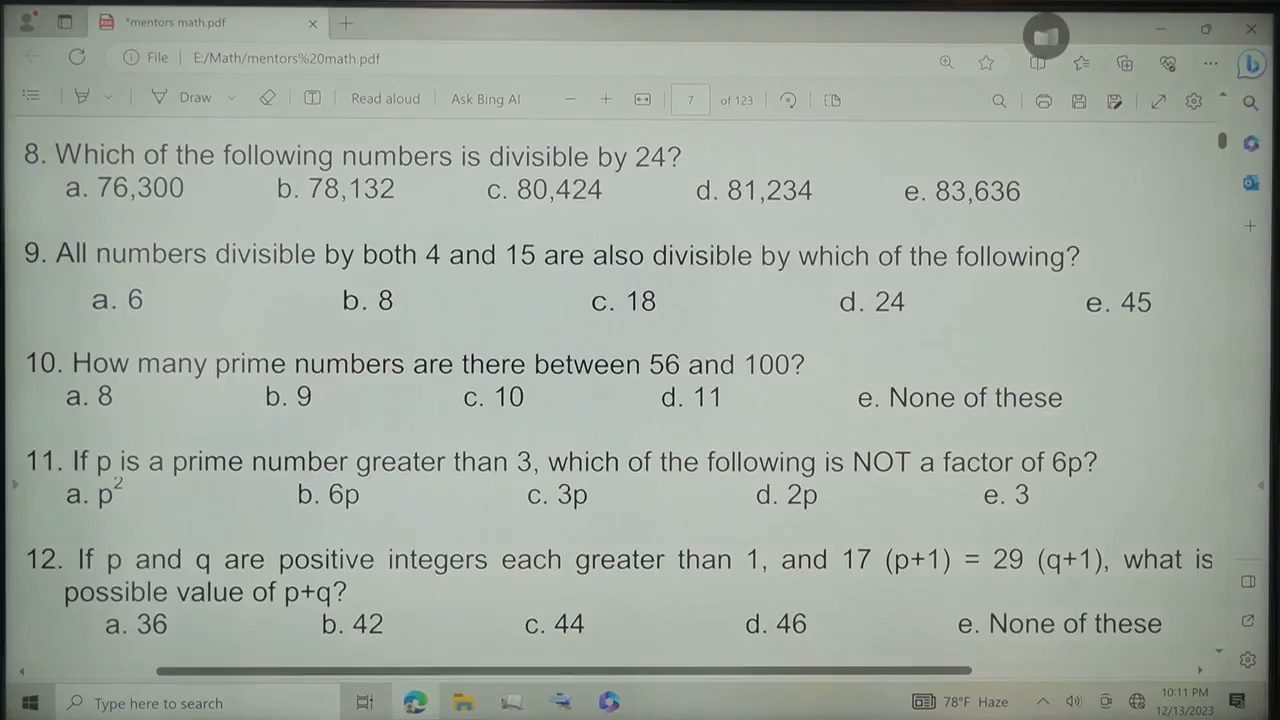 *mentors math.pdf
File E:/Math/mentors%20math.pdf
Draw Read aloud Ask Bing AI 7 of 123
8. Which of the following numbers is divisible by 24?
a. 76,300 b. 78,132 c. 80,424 d. 81,234 e. 83,636
9. All numbers divisible by both 4 and 15 are also divisible by which of the following?
a. 6 b. 8 c. 18 d. 24 e. 45
10. How many prime numbers are there between 56 and 100?
a. 8 b. 9 c. 10 d. 11 e. None of these
11. If p is a prime number greater than 3, which of the following is NOT a factor of 6p?
a. p² b. 6p c. 3p d. 2p e. 3
12. If p and q are positive integers each greater than 1, and 17 (p+1) = 29 (q+1), what is
possible value of p+q?
a. 36 b. 42 c. 44 d. 46 e. None of these
Type here to search 78°F Haze 10:11 PM
12/13/2023